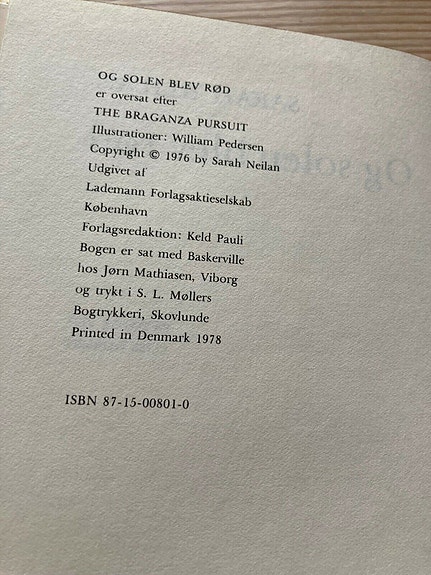 OG SOLEN BLEV RØD
er oversat efter
THE BRAGANZA PURSUIT
Illustrationer: William Pedersen
Copyright © 1976 by Sarah Neilan
Udgivet af
Lademann Forlagsaktieselskab
København
Forlagsredaktion: Keld Pauli
Bogen er sat med Baskerville
hos Jørn Mathiasen, Viborg
og trykt i S. L. Møllers
Bogtrykkeri, Skovlunde
Printed in Denmark 1978
ISBN 87-15-00801-0